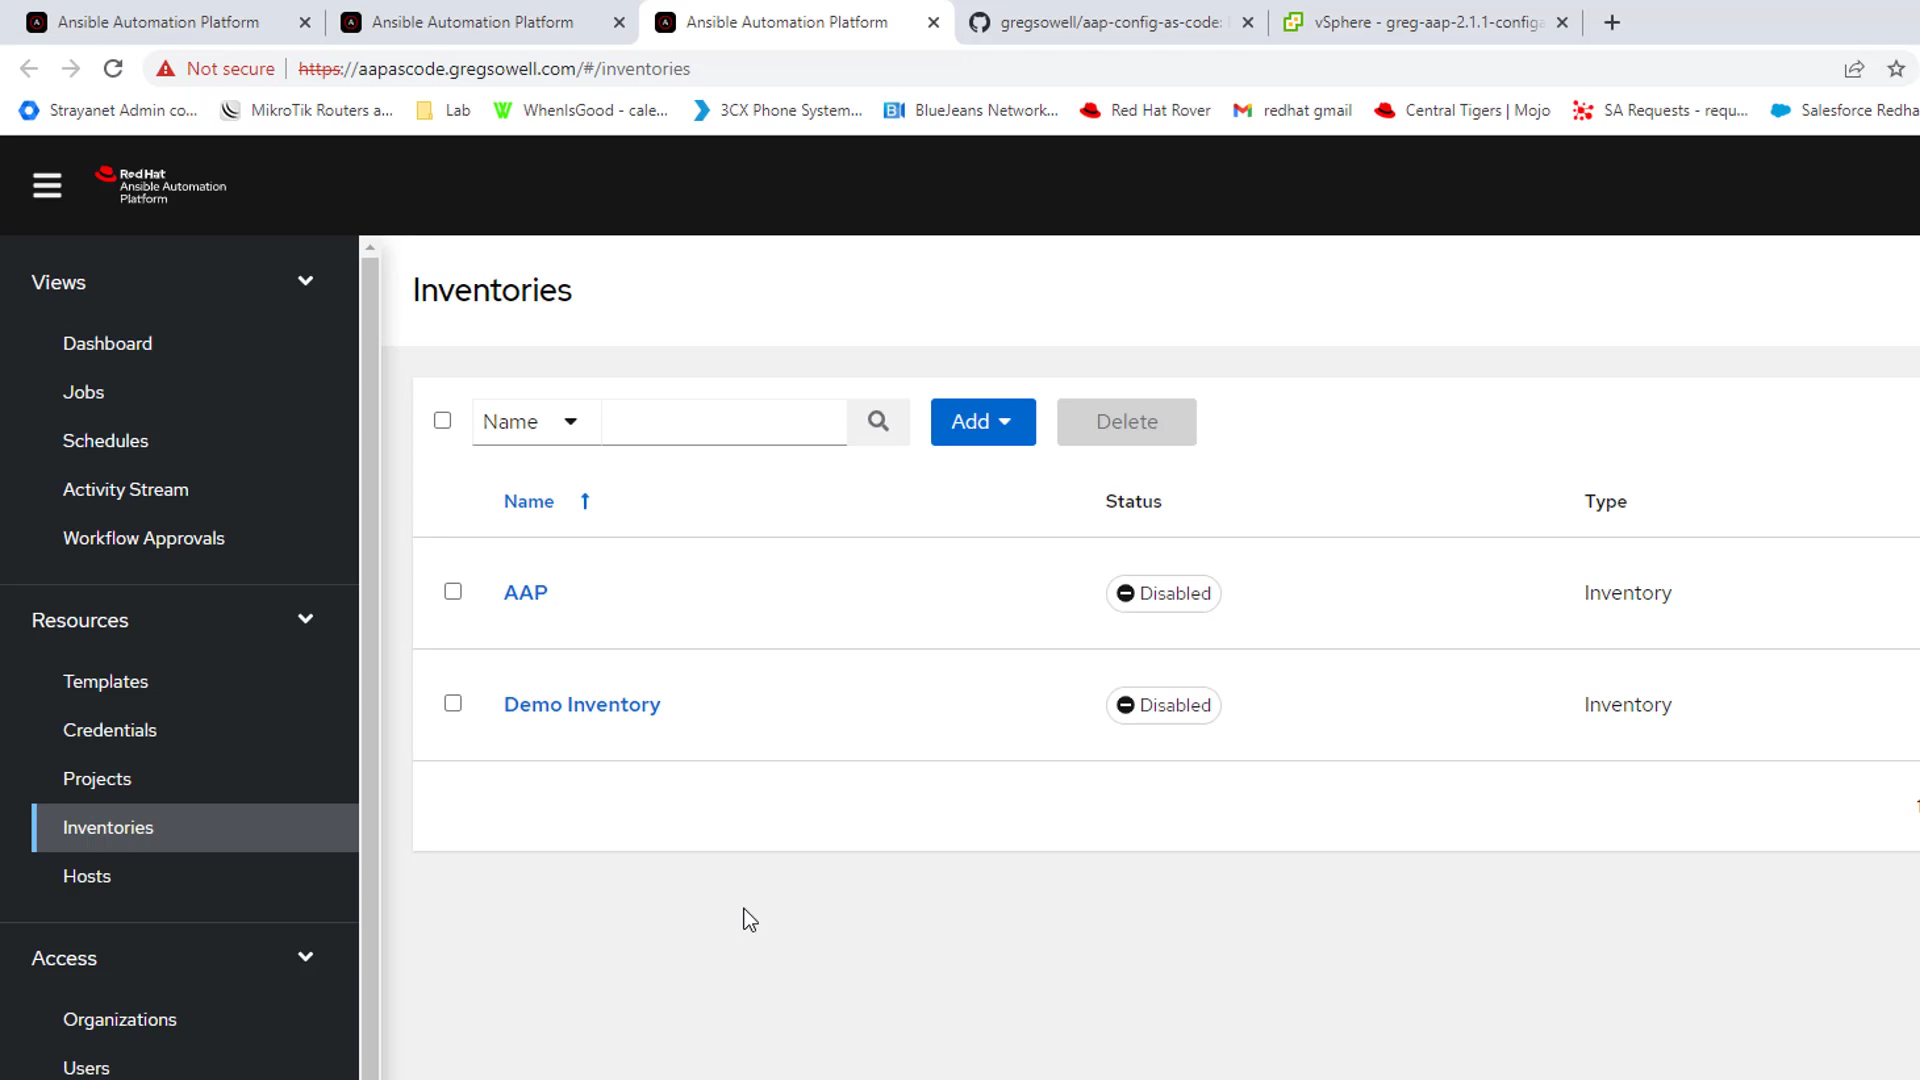 Ansible Automation Platform
Ansible Automation Platform
Ansible Automation Platform
gregsowell/aap-config-as-code:
vSphere - greg-aap-2.1.1-configa
Not secure
https://aapascode.gregsowell.com/#/inventories
Strayanet Admin co...
MikroTik Routers a...
Lab
WhenIsGood - cale...
3CX Phone System...
BlueJeans Network...
Red Hat Rover
redhat gmail
Central Tigers | Mojo
SA Requests - requ...
Salesforce Redha
Red Hat
Ansible Automation
Platform
Views
Dashboard
Jobs
Schedules
Activity Stream
Workflow Approvals
Resources
Templates
Credentials
Projects
Inventories
Hosts
Access
Organizations
Users
Inventories
Name
Add
Delete
Name
Status
Type
AAP
Disabled
Inventory
Demo Inventory
Disabled
Inventory